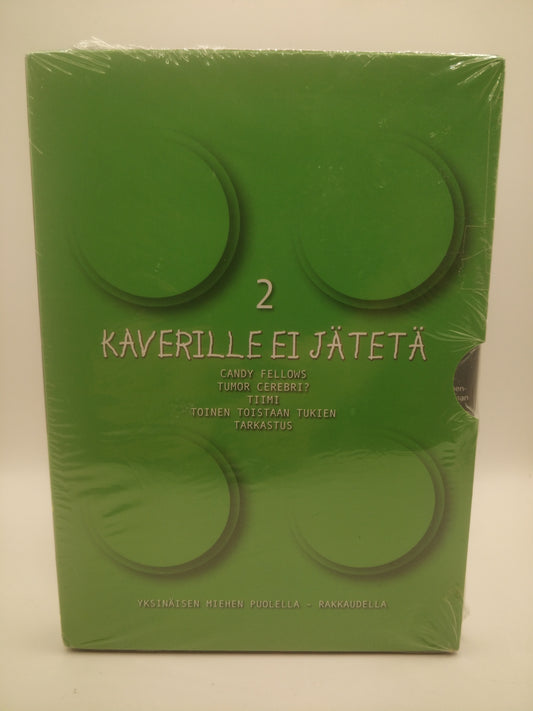 2
KAVERILLE EI JÄTETÄ
CANDY FELLOWS
TUMOR CEREBRI?
TIIMI
TOINEN TOISTAAN TUKIEN
TARKASTUS
YKSINÄISEN MIEHEN PUOLELLA - RAKKAUDELLA